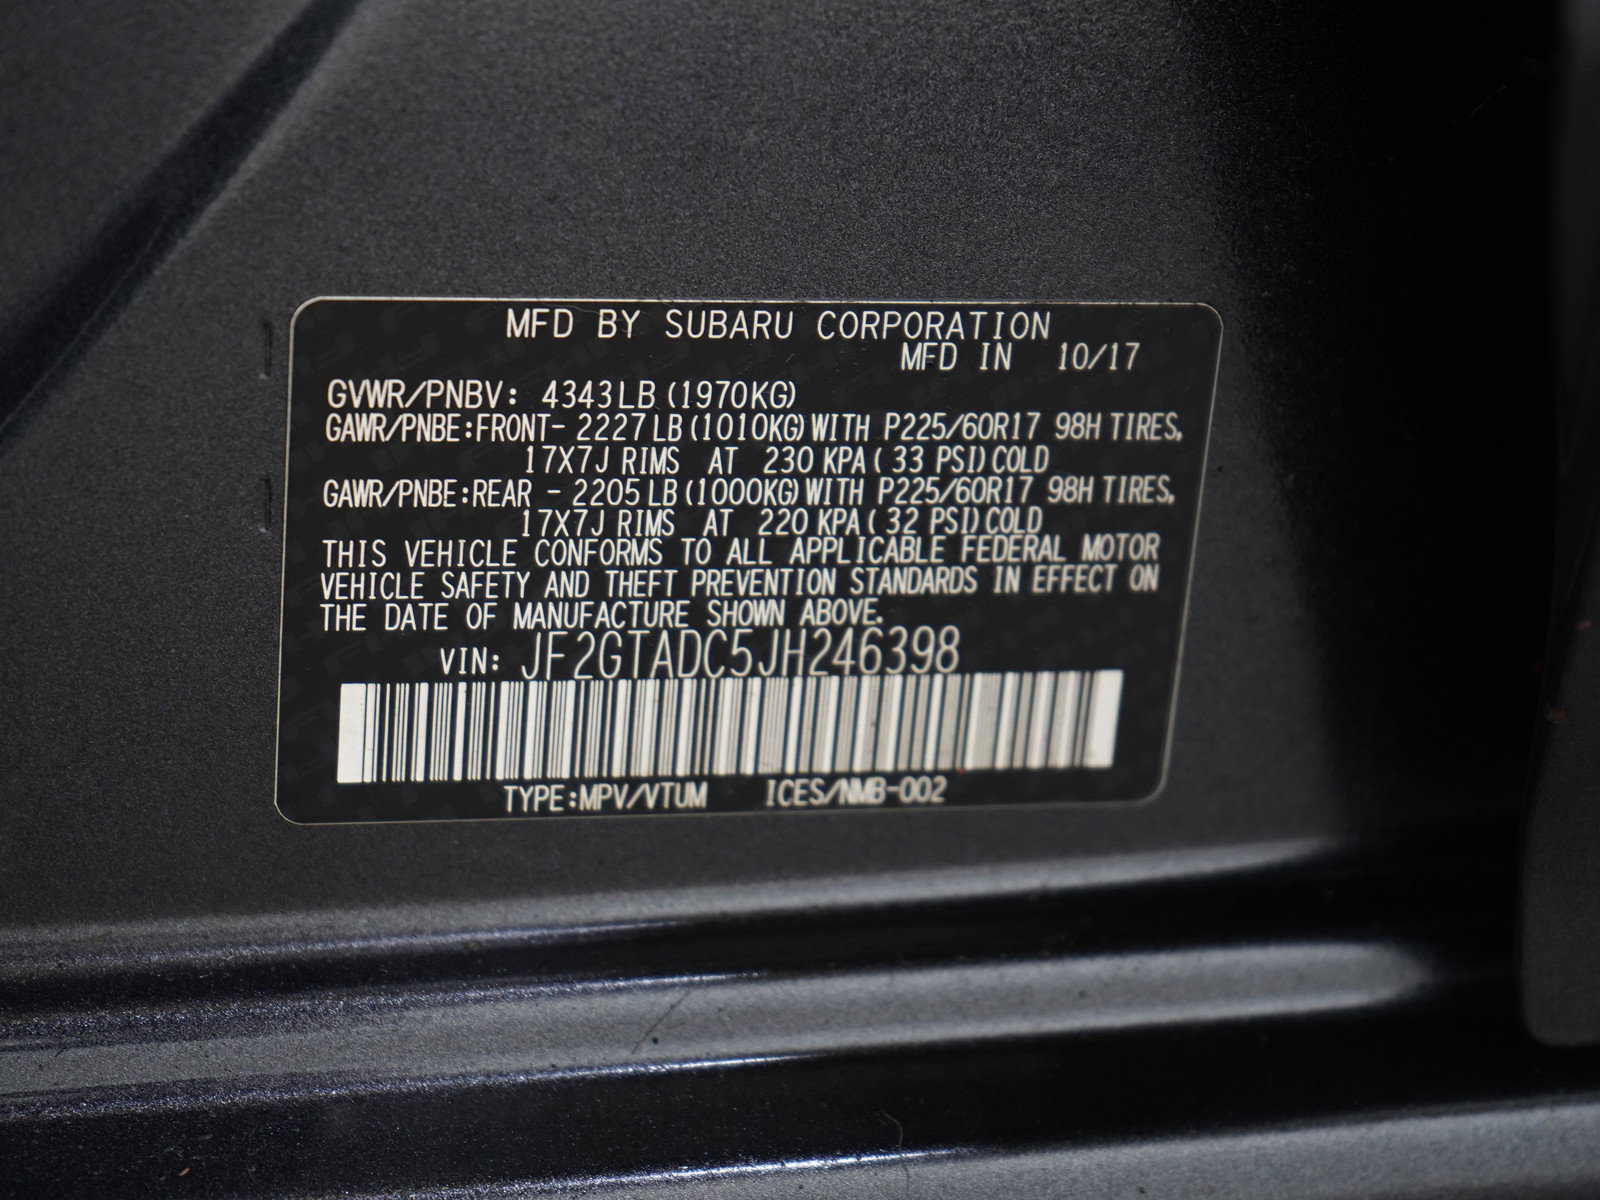 MFD BY SUBARU CORPORATION
MFD IN 10/17
GVWR/PNBV: 4343LB (1970KG)
GAWR/PNBE:FRONT- 2227LB (1010KG) WITH P225/60R17 98H TIRES,
17X7J RIMS AT 230 KPA ( 33 PSI) COLD
GAWR/PNBE:REAR - 2205LB (1000KG) WITH P225/60R17 98H TIRES,
17X7J RIMS AT 220 KPA ( 32 PSI) COLD
THIS VEHICLE CONFORMS TO ALL APPLICABLE FEDERAL MOTOR
VEHICLE SAFETY AND THEFT PREVENTION STANDARDS IN EFFECT ON
THE DATE OF MANUFACTURE SHOWN ABOVE.
VIN: JF2GTADC5JH246398
TYPE:MPV/VTUM ICES/NMB-002